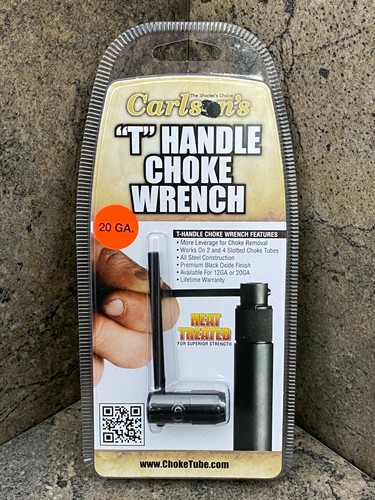 The Shooter's Choice
Carlson's
"T" HANDLE
CHOKE
WRENCH
20 GA.
T-HANDLE CHOKE WRENCH FEATURES
• More Leverage for Choke Removal
• Works On 2 and 4 Slotted Choke Tubes
• All Steel Construction
• Premium Black Oxide Finish
• Available For 12GA or 20GA
• Lifetime Warranty
HEAT
TREATED
FOR SUPERIOR STRENGTH
www.ChokeTube.com